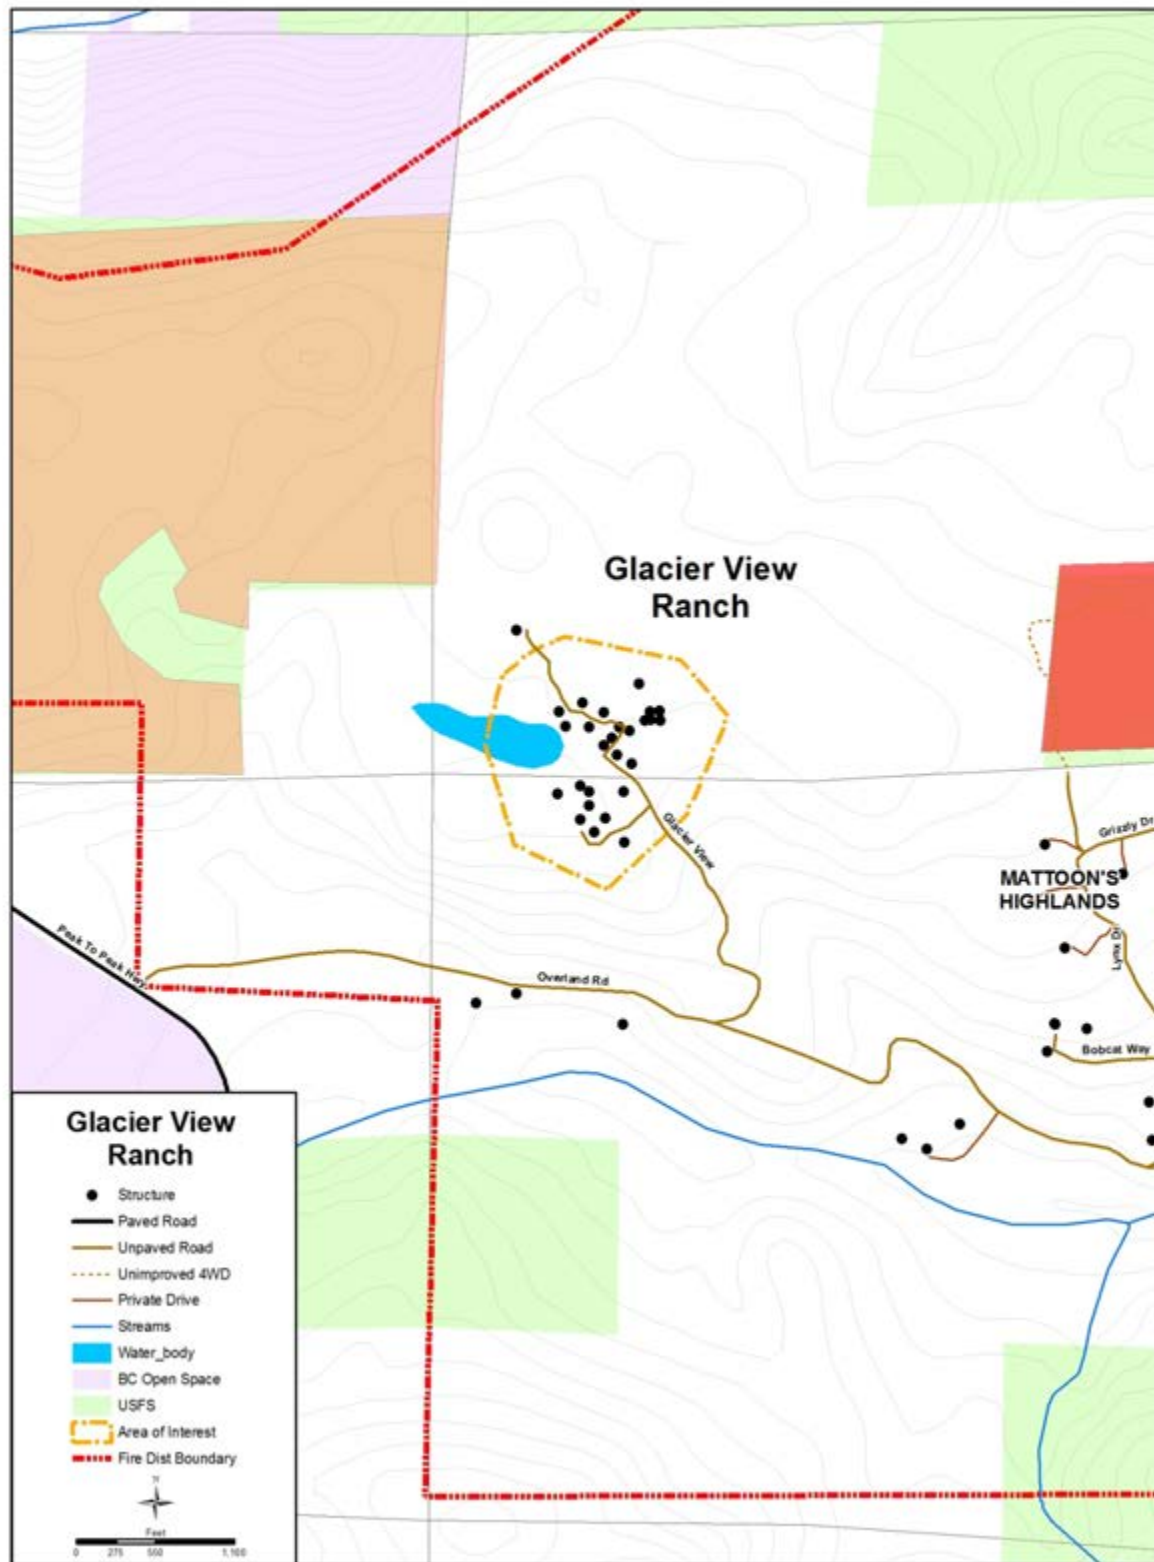 Glacier View
Ranch
Glacier View
Grizzly Dr
MATTOON'S
HIGHLANDS
Lynx Dr
Peak To Peak Hwy
Overland Rd
Bobcat Way
Glacier View
Ranch
Structure
Paved Road
Unpaved Road
Unimproved 4WD
Private Drive
Streams
Water_body
BC Open Space
USFS
Area of Interest
Fire Dist Boundary
N
Feet
0 275 550 1,100